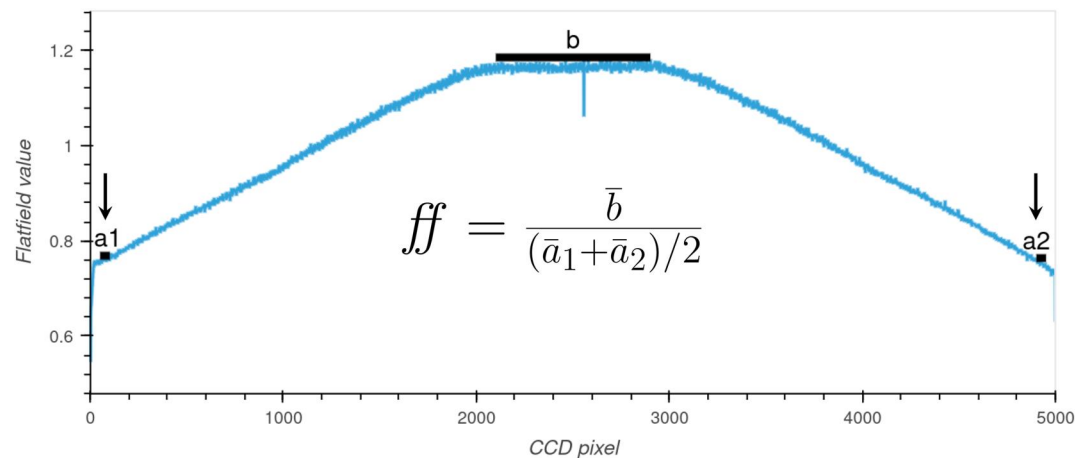 b
1.2
1
0.8
0.6
Flatfield value
a1
a2
ff = b̄ / (ā₁+ā₂)/2
0 1000 2000 3000 4000 5000
CCD pixel